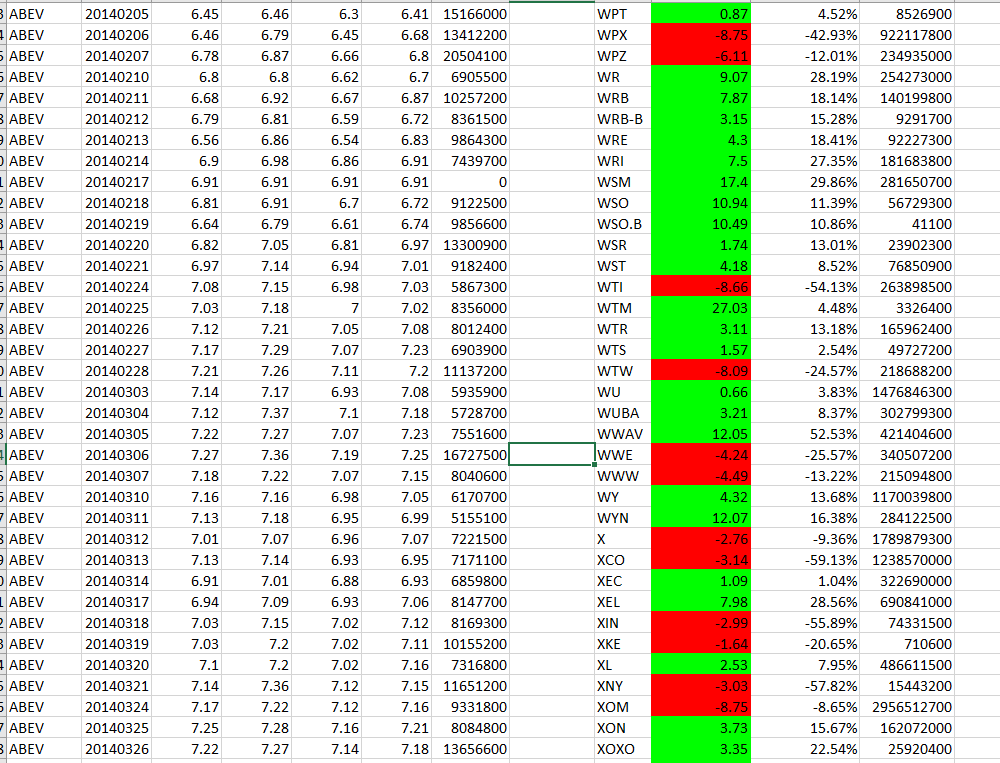 ABEV 20140205 6.45 6.46 6.3 6.41 15166000 WPT 0.87 4.52% 8526900
ABEV 20140206 6.46 6.79 6.45 6.68 13412200 WPX -8.75 -42.93% 922117800
ABEV 20140207 6.78 6.87 6.66 6.8 20504100 WPZ -6.11 -12.01% 234935000
ABEV 20140210 6.8 6.8 6.62 6.7 6905500 WR 9.07 28.19% 254273000
ABEV 20140211 6.68 6.92 6.67 6.87 10257200 WRB 7.87 18.14% 140199800
ABEV 20140212 6.79 6.81 6.59 6.72 8361500 WRB-B 3.15 15.28% 9291700
ABEV 20140213 6.56 6.86 6.54 6.83 9864300 WRE 4.3 18.41% 92227300
ABEV 20140214 6.9 6.98 6.86 6.91 7439700 WRI 7.5 27.35% 181683800
ABEV 20140217 6.91 6.91 6.91 6.91 0 WSM 17.4 29.86% 281650700
ABEV 20140218 6.81 6.91 6.7 6.72 9122500 WSO 10.94 11.39% 56729300
ABEV 20140219 6.64 6.79 6.61 6.74 9856600 WSO.B 10.49 10.86% 41100
ABEV 20140220 6.82 7.05 6.81 6.97 13300900 WSR 1.74 13.01% 23902300
ABEV 20140221 6.97 7.14 6.94 7.01 9182400 WST 4.18 8.52% 76850900
ABEV 20140224 7.08 7.15 6.98 7.03 5867300 WTI -8.66 -54.13% 263898500
ABEV 20140225 7.03 7.18 7 7.02 8356000 WTM 27.03 4.48% 3326400
ABEV 20140226 7.12 7.21 7.05 7.08 8012400 WTR 3.11 13.18% 165962400
ABEV 20140227 7.17 7.29 7.07 7.23 6903900 WTS 1.57 2.54% 49727200
ABEV 20140228 7.21 7.26 7.11 7.2 11137200 WTW -8.09 -24.57% 218688200
ABEV 20140303 7.14 7.17 6.93 7.08 5935900 WU 0.66 3.83% 1476846300
ABEV 20140304 7.12 7.37 7.1 7.18 5728700 WUBA 3.21 8.37% 302799300
ABEV 20140305 7.22 7.27 7.07 7.23 7551600 WWAV 12.05 52.53% 421404600
ABEV 20140306 7.27 7.36 7.19 7.25 16727500 WWE -4.24 -25.57% 340507200
ABEV 20140307 7.18 7.22 7.07 7.15 8040600 WWW -4.49 -13.22% 215094800
ABEV 20140310 7.16 7.16 6.98 7.05 6170700 WY 4.32 13.68% 1170039800
ABEV 20140311 7.13 7.18 6.95 6.99 5155100 WYN 12.07 16.38% 284122500
ABEV 20140312 7.01 7.07 6.96 7.07 7221500 X -2.76 -9.36% 1789879300
ABEV 20140313 7.13 7.14 6.93 6.95 7171100 XCO -3.14 -59.13% 1238570000
ABEV 20140314 6.91 7.01 6.88 6.93 6859800 XEC 1.09 1.04% 322690000
ABEV 20140317 6.94 7.09 6.93 7.06 8147700 XEL 7.98 28.56% 690841000
ABEV 20140318 7.03 7.15 7.02 7.12 8169300 XIN -2.99 -55.89% 74331500
ABEV 20140319 7.03 7.2 7.02 7.11 10155200 XKE -1.64 -20.65% 710600
ABEV 20140320 7.1 7.2 7.02 7.16 7316800 XL 2.53 7.95% 486611500
ABEV 20140321 7.14 7.36 7.12 7.15 11651200 XNY -3.03 -57.82% 15443200
ABEV 20140324 7.17 7.22 7.12 7.16 9331800 XOM -8.75 -8.65% 2956512700
ABEV 20140325 7.25 7.28 7.16 7.21 8084800 XON 3.73 15.67% 162072000
ABEV 20140326 7.22 7.27 7.14 7.18 13656600 XOXO 3.35 22.54% 25920400